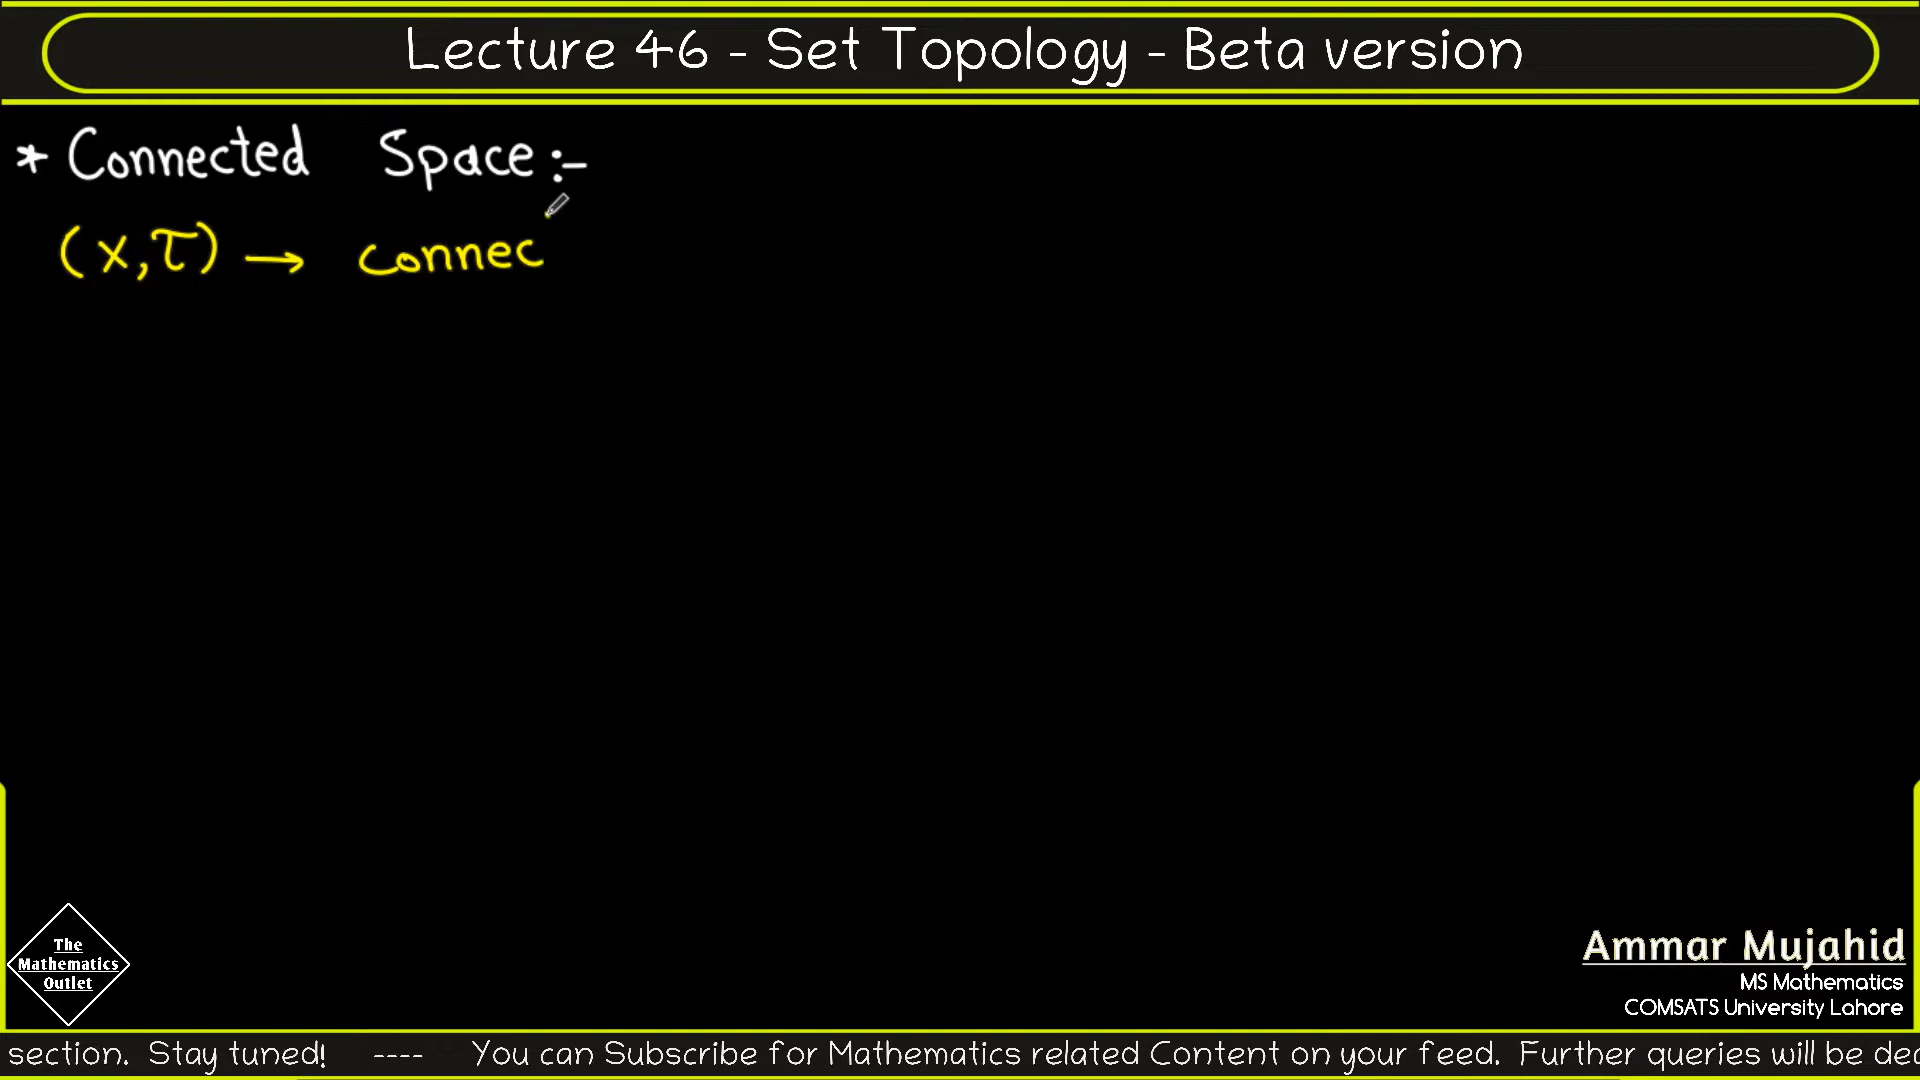 Lecture 46 - Set Topology - Beta version
* Connected Space :-
(X,τ) → connec
The
Mathematics
Outlet
Ammar Mujahid
MS Mathematics
COMSATS University Lahore
section. Stay tuned! ---- You can Subscribe for Mathematics related Content on your feed. Further queries will be dea